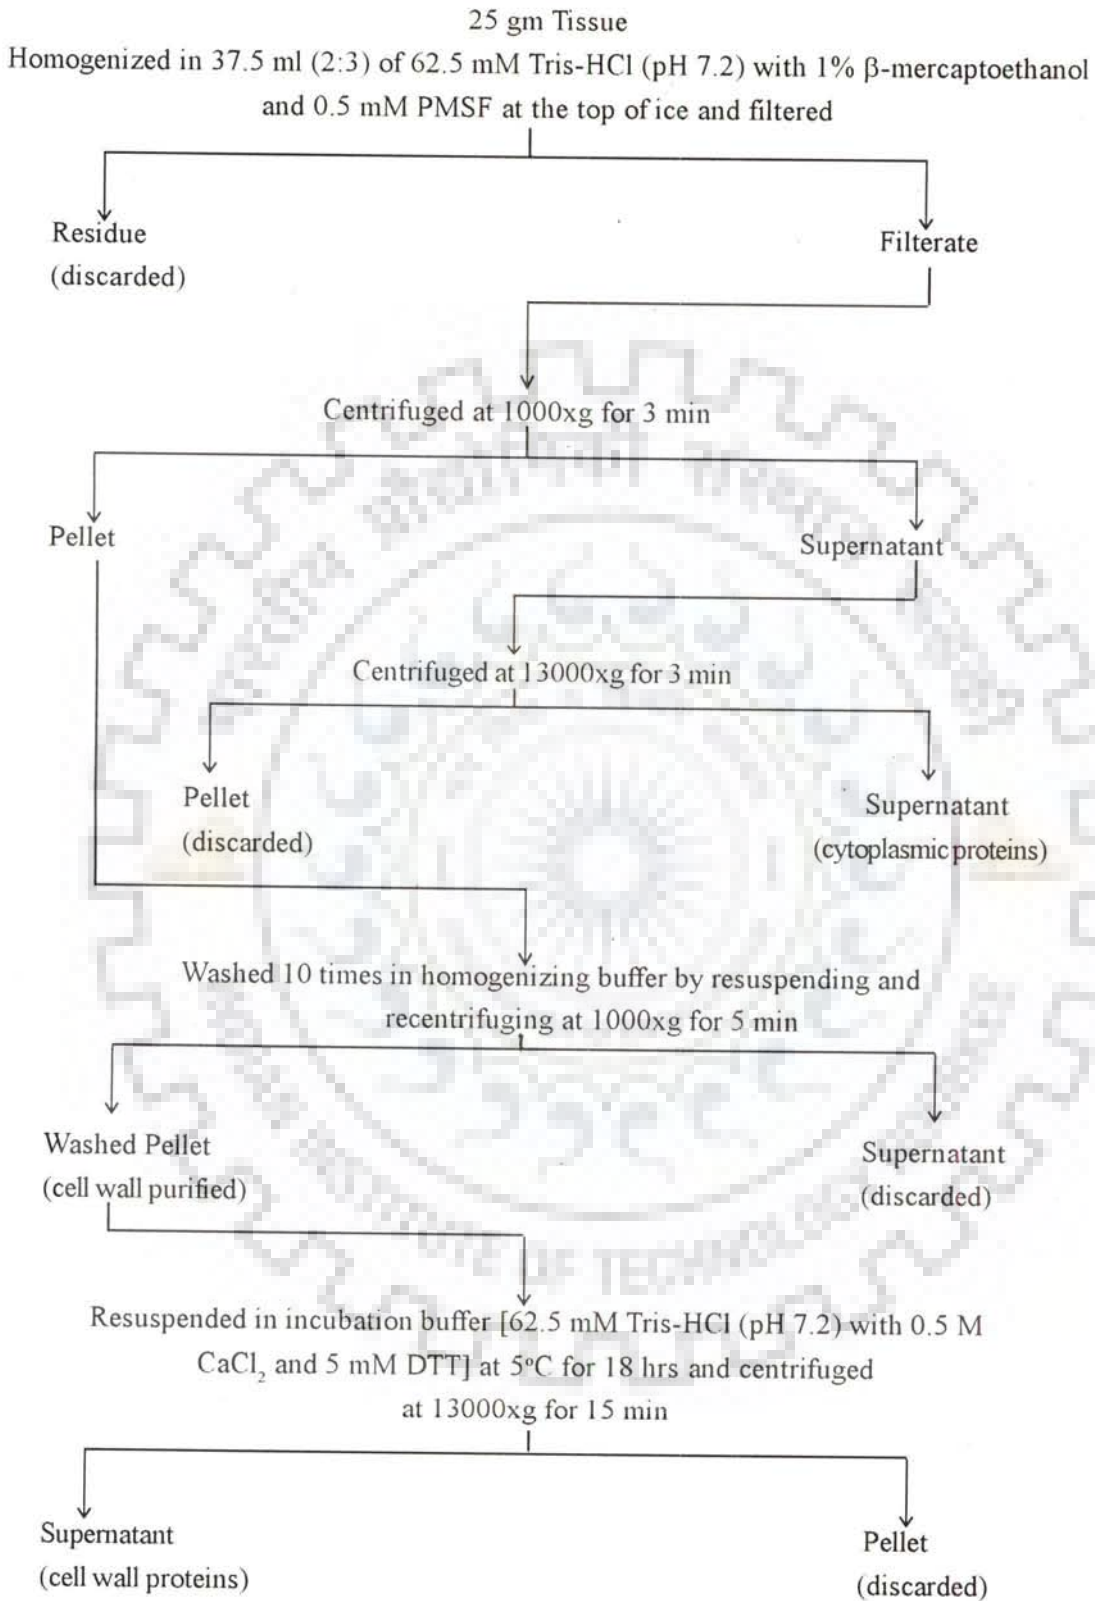 25 gm Tissue
Homogenized in 37.5 ml (2:3) of 62.5 mM Tris-HCl (pH 7.2) with 1% β-mercaptoethanol
and 0.5 mM PMSF at the top of ice and filtered
Residue
(discarded)
Filterate
Centrifuged at 1000xg for 3 min
Pellet
Supernatant
Centrifuged at 13000xg for 3 min
Pellet
(discarded)
Supernatant
(cytoplasmic proteins)
Washed 10 times in homogenizing buffer by resuspending and
recentrifuging at 1000xg for 5 min
Washed Pellet
(cell wall purified)
Supernatant
(discarded)
Resuspended in incubation buffer [62.5 mM Tris-HCl (pH 7.2) with 0.5 M
CaCl₂ and 5 mM DTT] at 5°C for 18 hrs and centrifuged
at 13000xg for 15 min
Supernatant
(cell wall proteins)
Pellet
(discarded)
OF TECHNOLOGY